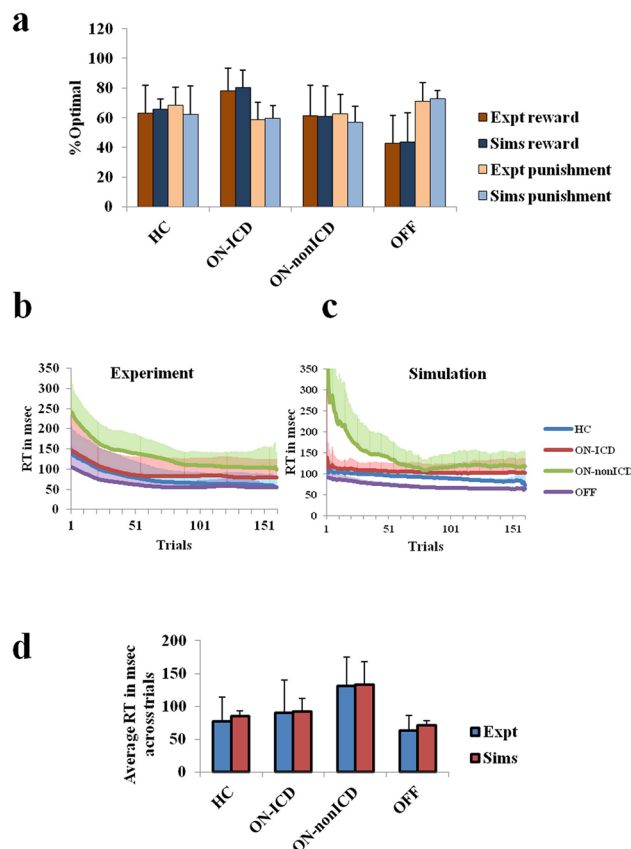 a
120
100
80
60
40
20
0
%Optimal
HC
ON-ICD
ON-nonICD
OFF
Expt reward
Sims reward
Expt punishment
Sims punishment
b
Experiment
350
300
250
200
150
100
50
0
RT in msec
1
51
101
151
Trials
c
Simulation
350
300
250
200
150
100
50
0
RT in msec
1
51
101
151
Trials
HC
ON-ICD
ON-nonICD
OFF
d
200
150
100
50
0
Average RT in msec
across trials
HC
ON-ICD
ON-nonICD
OFF
Expt
Sims